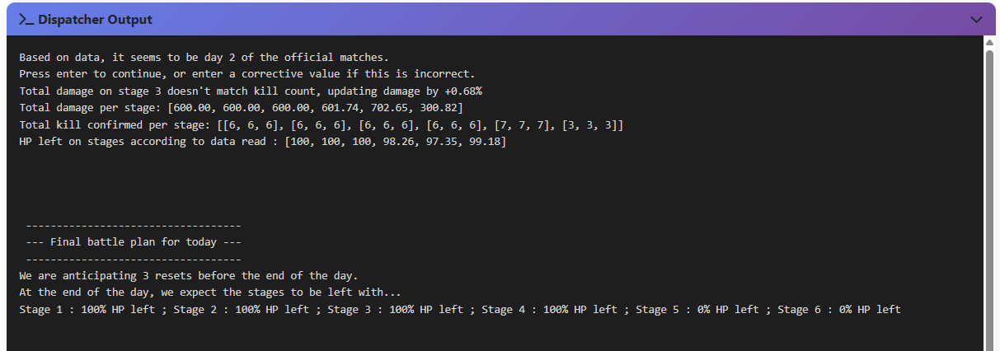 >_ Dispatcher Output
Based on data, it seems to be day 2 of the official matches.
Press enter to continue, or enter a corrective value if this is incorrect.
Total damage on stage 3 doesn't match kill count, updating damage by +0.68%
Total damage per stage: [600.00, 600.00, 600.00, 601.74, 702.65, 300.82]
Total kill confirmed per stage: [[6, 6, 6], [6, 6, 6], [6, 6, 6], [6, 6, 6], [7, 7, 7], [3, 3, 3]]
HP left on stages according to data read : [100, 100, 100, 98.26, 97.35, 99.18]
-----------------------------------
--- Final battle plan for today ---
-----------------------------------
We are anticipating 3 resets before the end of the day.
At the end of the day, we expect the stages to be left with...
Stage 1 : 100% HP left ; Stage 2 : 100% HP left ; Stage 3 : 100% HP left ; Stage 4 : 100% HP left ; Stage 5 : 0% HP left ; Stage 6 : 0% HP left